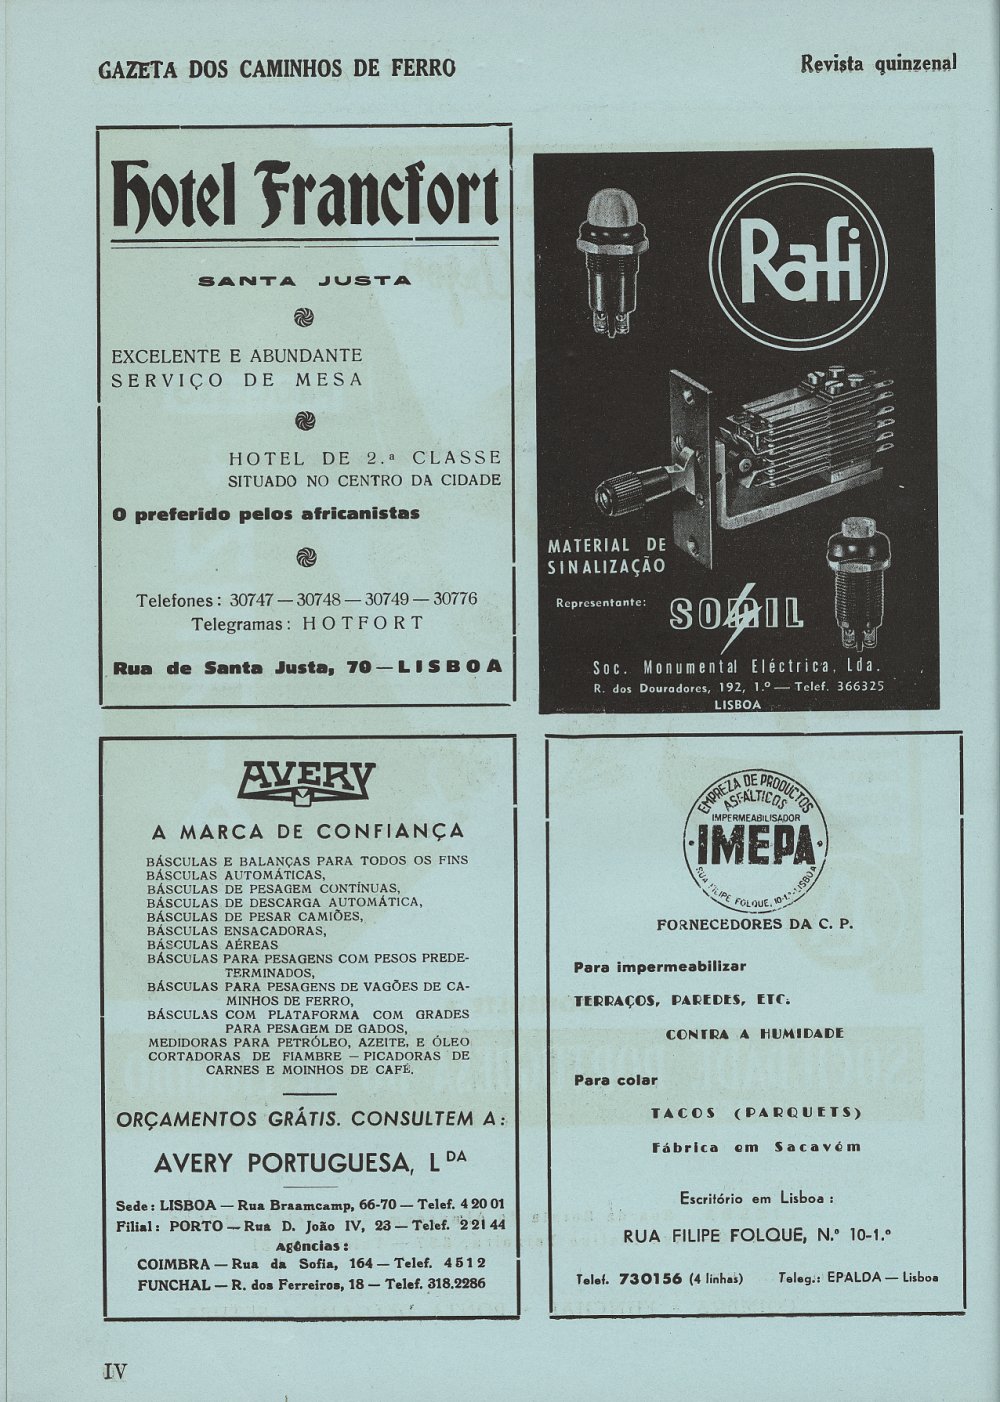 GAZETA DOS CAMINHOS DE FERRO
Revista quinzenal
Hotel Francfort
SANTA JUSTA
EXCELENTE E ABUNDANTE
SERVIÇO DE MESA
HOTEL DE 2.ª CLASSE
SITUADO NO CENTRO DA CIDADE
O preferido pelos africanistas
Telefones: 30747 — 30748 — 30749 — 30776
Telegramas: HOTFORT
Rua de Santa Justa, 70 — LISBOA
Rafi
MATERIAL DE
SINALIZAÇÃO
Representante:
SOMIL
Soc. Monumental Eléctrica, Lda.
R. dos Douradores, 192, 1.º — Telef. 366325
LISBOA
AVERY
A MARCA DE CONFIANÇA
BÁSCULAS E BALANÇAS PARA TODOS OS FINS
BÁSCULAS AUTOMÁTICAS,
BÁSCULAS DE PESAGEM CONTÍNUAS,
BÁSCULAS DE DESCARGA AUTOMÁTICA,
BÁSCULAS DE PESAR CAMIÕES,
BÁSCULAS ENSACADORAS,
BÁSCULAS AÉREAS
BÁSCULAS PARA PESAGENS COM PESOS PREDE-
TERMINADOS,
BÁSCULAS PARA PESAGENS DE VAGÕES DE CA-
MINHOS DE FERRO,
BÁSCULAS COM PLATAFORMA COM GRADES
PARA PESAGEM DE GADOS,
MEDIDORAS PARA PETRÓLEO, AZEITE, E ÓLEO
CORTADORAS DE FIAMBRE — PICADORAS DE
CARNES E MOINHOS DE CAFÉ.
ORÇAMENTOS GRÁTIS. CONSULTEM A:
AVERY PORTUGUESA, LDA
Sede: LISBOA — Rua Braamcamp, 66-70 — Telef. 4 20 01
Filial: PORTO — Rua D. João IV, 23 — Telef. 2 21 44
Agências:
COIMBRA — Rua da Sofia, 164 — Telef. 4512
FUNCHAL — R. dos Ferreiros, 18 — Telef. 318.2286
EMPREZA DE PRODUCTOS
ASFÁLTICOS
IMPERMEABILISADOR
IMEPA
RUA FILIPE FOLQUE, 10-1.º-LISBOA
FORNECEDORES DA C. P.
Para impermeabilizar
TERRAÇOS, PAREDES, ETC.
CONTRA A HUMIDADE
Para colar
TACOS (PARQUETS)
Fábrica em Sacavém
Escritório em Lisboa:
RUA FILIPE FOLQUE, N.º 10-1.º
Telef. 730156 (4 linhas) Teleg.: EPALDA — Lisboa
IV